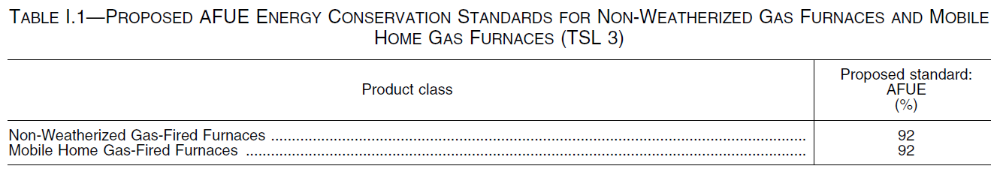 TABLE I.1—PROPOSED AFUE ENERGY CONSERVATION STANDARDS FOR NON-WEATHERIZED GAS FURNACES AND MOBILE
HOME GAS FURNACES (TSL 3)
Product class
Proposed standard:
AFUE
(%)
Non-Weatherized Gas-Fired Furnaces ................................................................................................................................ 92
Mobile Home Gas-Fired Furnaces ...................................................................................................................................... 92